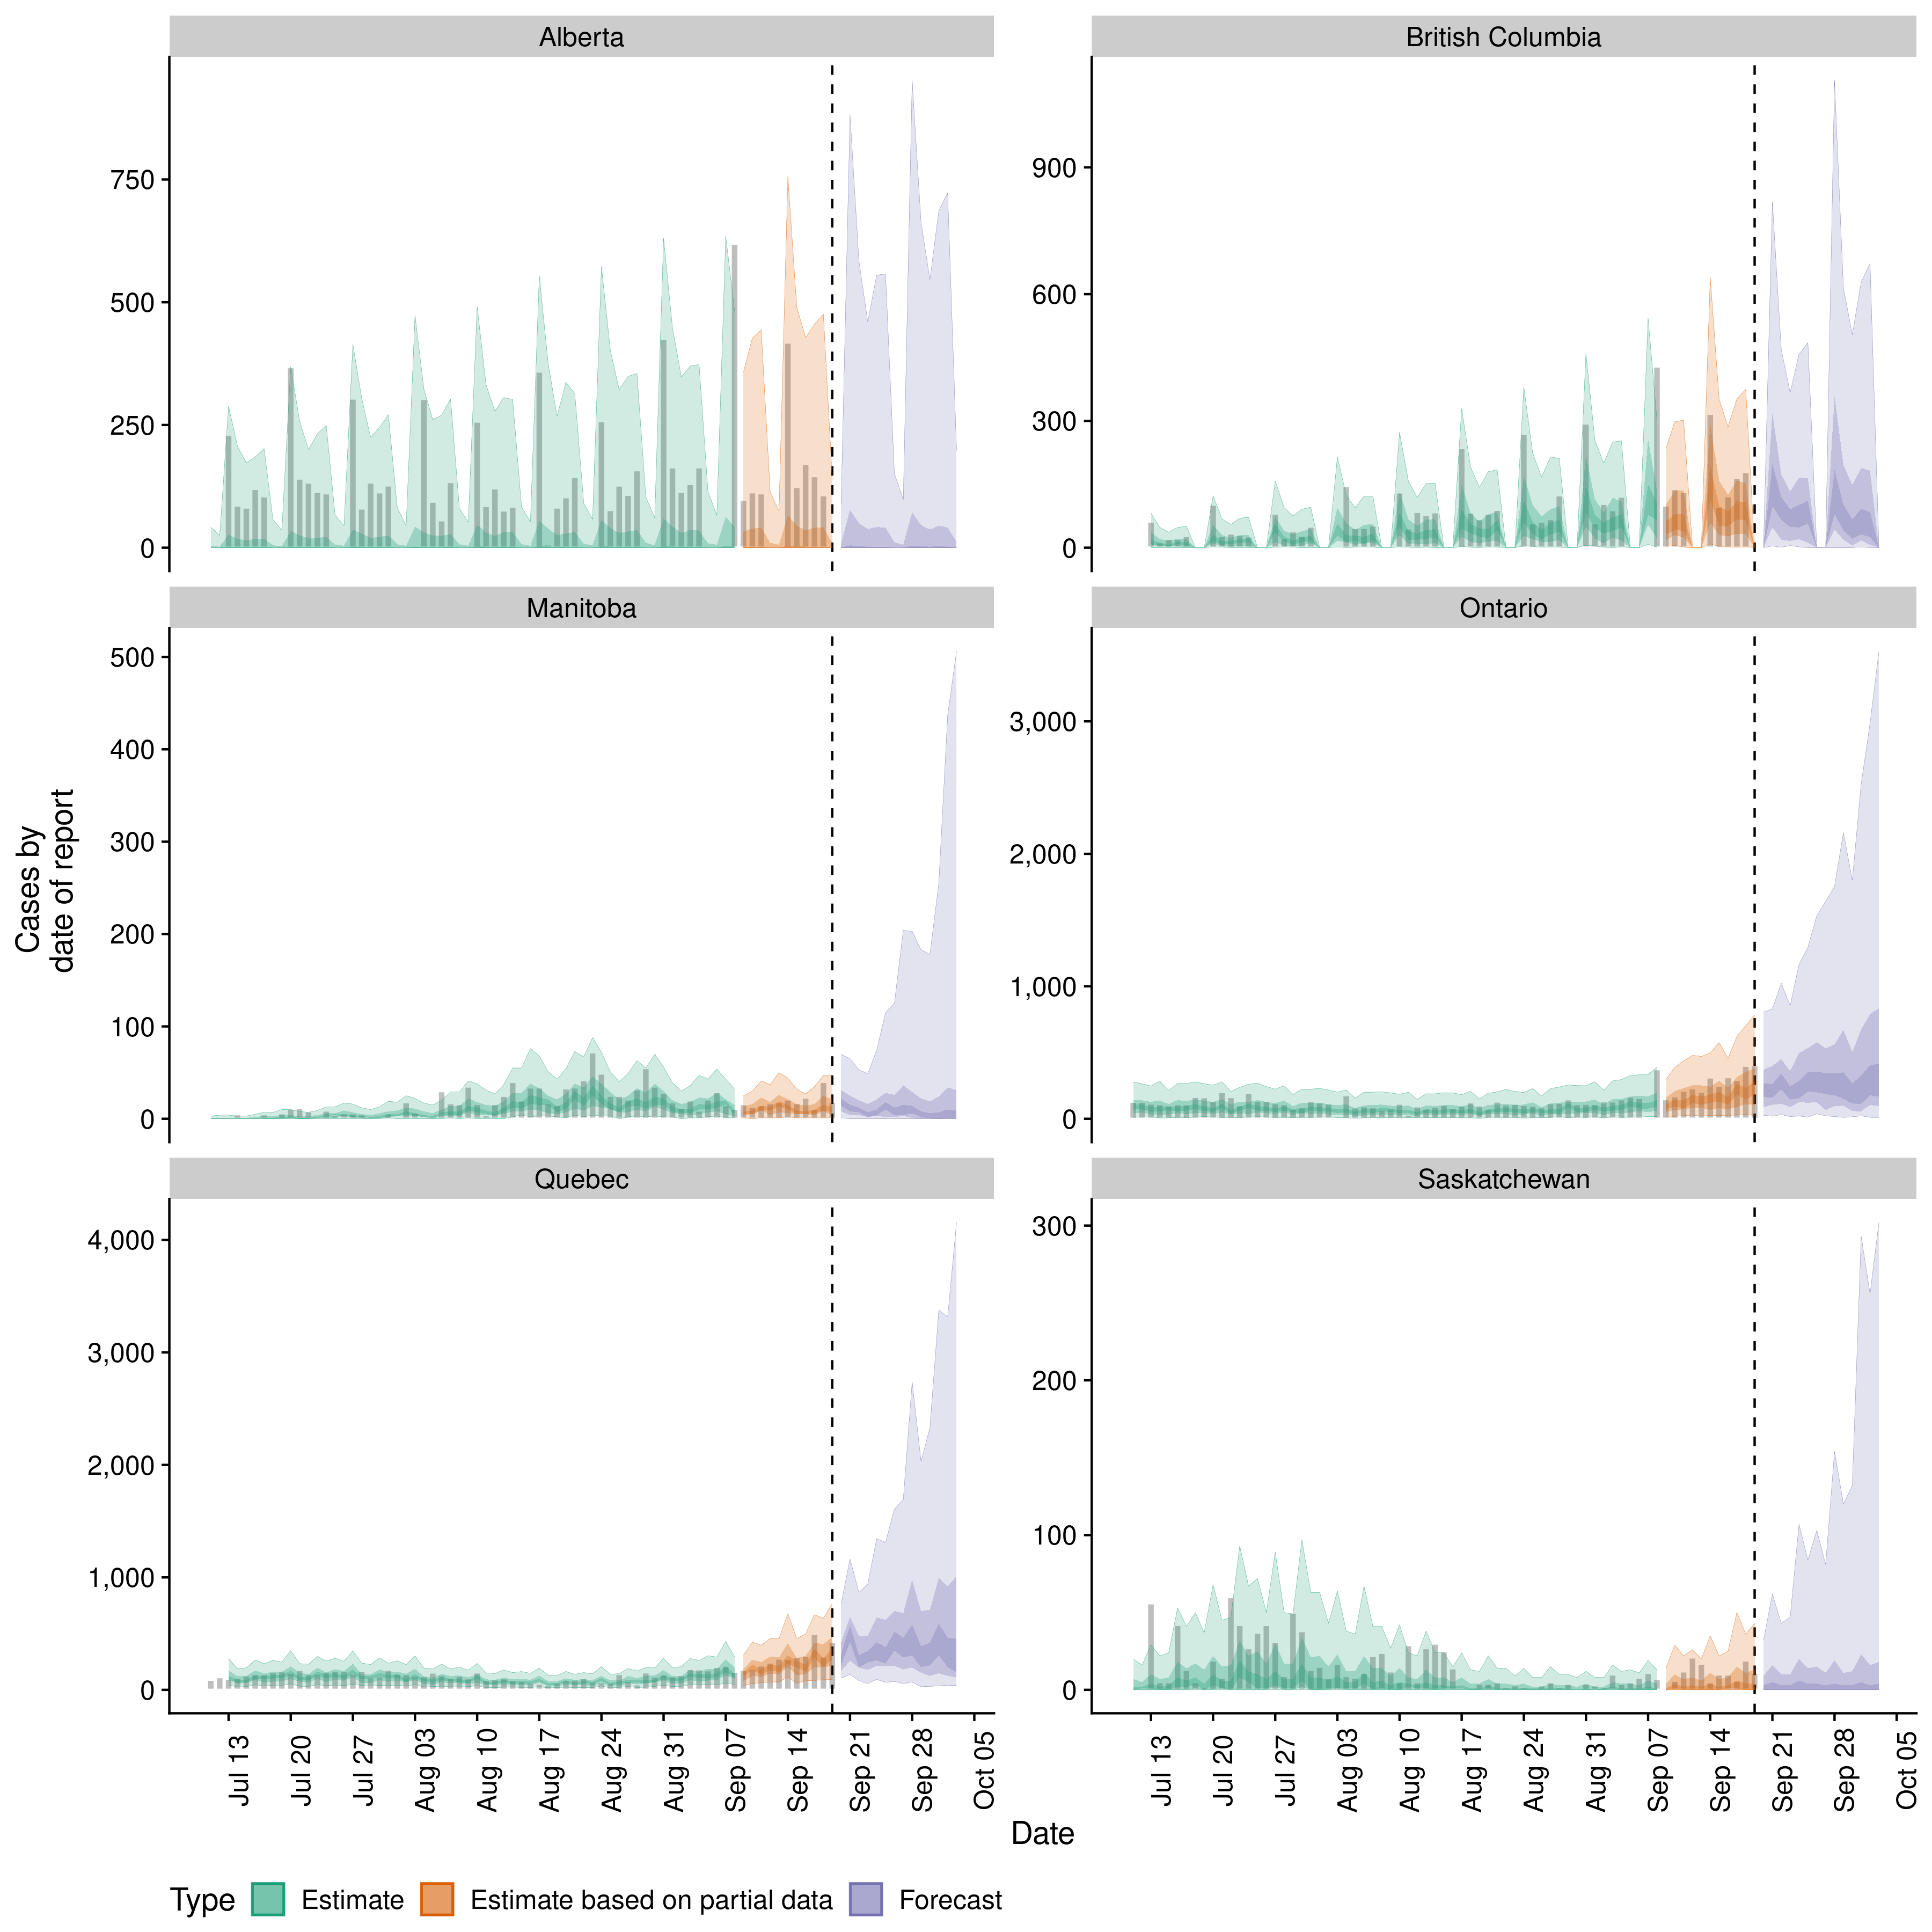 Alberta
British Columbia
750
500
250
0
900
600
300
0
Manitoba
Ontario
500
400
300
200
100
0
3,000
2,000
1,000
0
Cases by
date of report
Quebec
Saskatchewan
4,000
3,000
2,000
1,000
0
300
200
100
0
Jul 13 Jul 20 Jul 27 Aug 03 Aug 10 Aug 17 Aug 24 Aug 31 Sep 07 Sep 14 Sep 21 Sep 28 Oct 05
Jul 13 Jul 20 Jul 27 Aug 03 Aug 10 Aug 17 Aug 24 Aug 31 Sep 07 Sep 14 Sep 21 Sep 28 Oct 05
Date
Type Estimate Estimate based on partial data Forecast